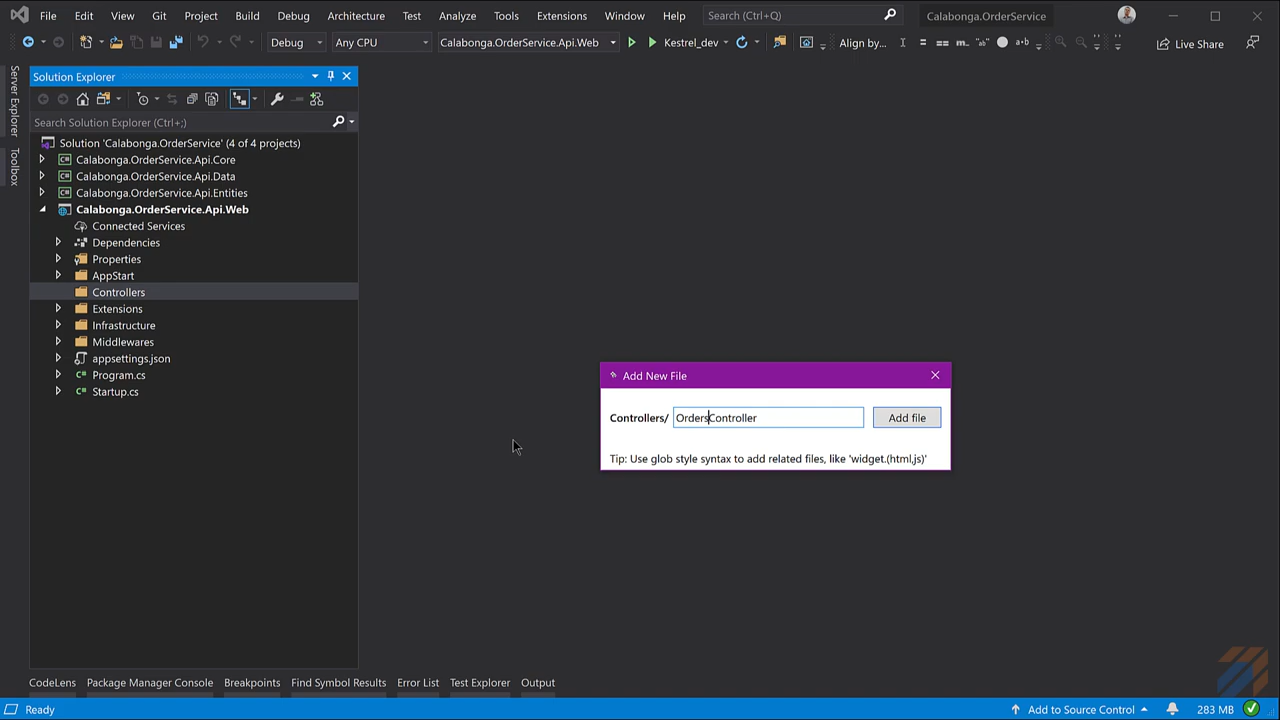 File Edit View Git Project Build Debug Architecture Test Analyze Tools Extensions Window Help Search (Ctrl+Q) Calabonga.OrderService
Debug Any CPU Calabonga.OrderService.Api.Web Kestrel_dev Align by... Live Share
Server Explorer
Toolbox
Solution Explorer
Search Solution Explorer (Ctrl+;)
Solution 'Calabonga.OrderService' (4 of 4 projects)
Calabonga.OrderService.Api.Core
Calabonga.OrderService.Api.Data
Calabonga.OrderService.Api.Entities
Calabonga.OrderService.Api.Web
Connected Services
Dependencies
Properties
AppStart
Controllers
Extensions
Infrastructure
Middlewares
appsettings.json
Program.cs
Startup.cs
Add New File
Controllers/ OrdersController Add file
Tip: Use glob style syntax to add related files, like 'widget.(html,js)'
CodeLens Package Manager Console Breakpoints Find Symbol Results Error List Test Explorer Output
Ready Add to Source Control 283 MB